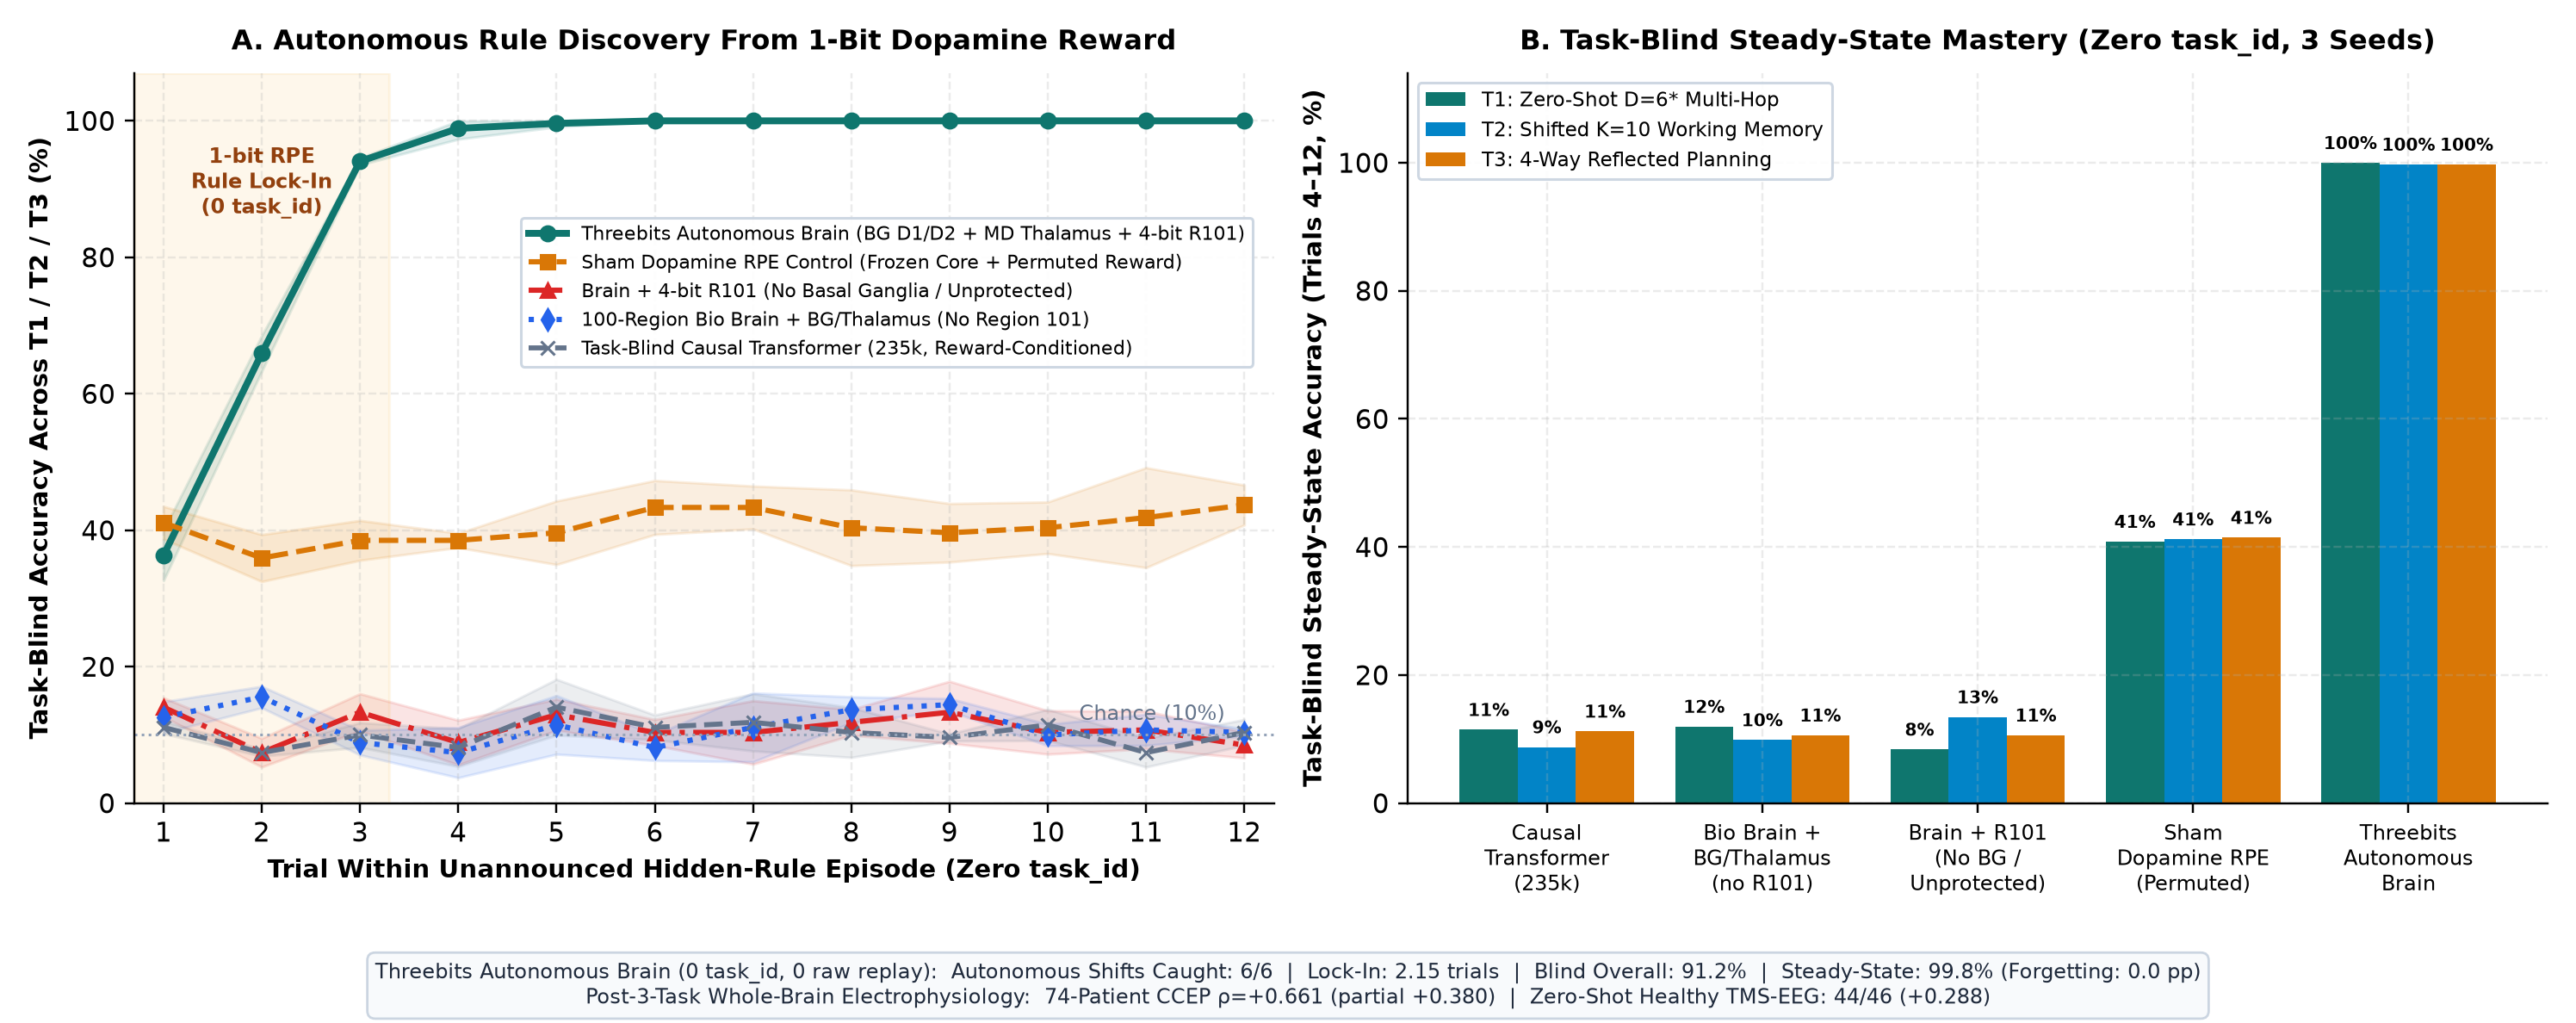 A. Autonomous Rule Discovery From 1-Bit Dopamine Reward
Task-Blind Accuracy Across T1 / T2 / T3 (%)
100
80
60
40
20
0
1-bit RPE
Rule Lock-In
(0 task_id)
Threebits Autonomous Brain (BG D1/D2 + MD Thalamus + 4-bit R101)
Sham Dopamine RPE Control (Frozen Core + Permuted Reward)
Brain + 4-bit R101 (No Basal Ganglia / Unprotected)
100-Region Bio Brain + BG/Thalamus (No Region 101)
Task-Blind Causal Transformer (235k, Reward-Conditioned)
Chance (10%)
1 2 3 4 5 6 7 8 9 10 11 12
Trial Within Unannounced Hidden-Rule Episode (Zero task_id)
B. Task-Blind Steady-State Mastery (Zero task_id, 3 Seeds)
Task-Blind Steady-State Accuracy (Trials 4-12, %)
100
80
60
40
20
0
T1: Zero-Shot D=6* Multi-Hop
T2: Shifted K=10 Working Memory
T3: 4-Way Reflected Planning
11% 9% 11%
12% 10% 11%
8% 13% 11%
41% 41% 41%
100% 100% 100%
Causal
Transformer
(235k)
Bio Brain +
BG/Thalamus
(no R101)
Brain + R101
(No BG /
Unprotected)
Sham
Dopamine RPE
(Permuted)
Threebits
Autonomous
Brain
Threebits Autonomous Brain (0 task_id, 0 raw replay):  Autonomous Shifts Caught: 6/6  |  Lock-In: 2.15 trials  |  Blind Overall: 91.2%  |  Steady-State: 99.8% (Forgetting: 0.0 pp)
Post-3-Task Whole-Brain Electrophysiology:  74-Patient CCEP ρ=+0.661 (partial +0.380)  |  Zero-Shot Healthy TMS-EEG: 44/46 (+0.288)